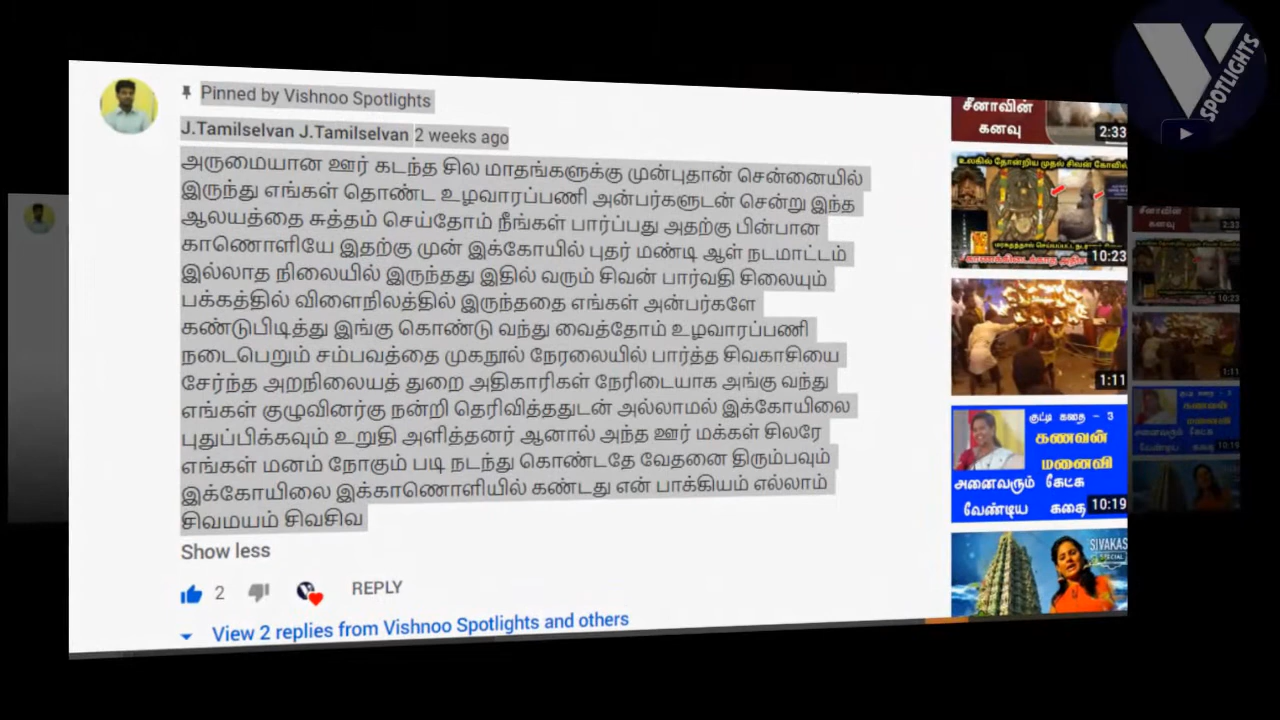 Pinned by Vishnoo Spotlights
J.Tamilselvan J.Tamilselvan 2 weeks ago
அருமையான ஊர் கடந்த சில மாதங்களுக்கு முன்புதான் சென்னையில்
இருந்து எங்கள் தொண்ட உழவாரப்பணி அன்பர்களுடன் சென்று இந்த
ஆலயத்தை சுத்தம் செய்தோம் நீங்கள் பார்ப்பது அதற்கு பின்பான
காணொளியே இதற்கு முன் இக்கோயில் புதர் மண்டி ஆள் நடமாட்டம்
இல்லாத நிலையில் இருந்தது இதில் வரும் சிவன் பார்வதி சிலையும்
பக்கத்தில் விளைநிலத்தில் இருந்ததை எங்கள் அன்பர்களே
கண்டுபிடித்து இங்கு கொண்டு வந்து வைத்தோம் உழவாரப்பணி
நடைபெறும் சம்பவத்தை முகநூல் நேரலையில் பார்த்த சிவகாசியை
சேர்ந்த அறநிலையத் துறை அதிகாரிகள் நேரிடையாக அங்கு வந்து
எங்கள் குழுவினர்கு நன்றி தெரிவித்ததுடன் அல்லாமல் இக்கோயிலை
புதுப்பிக்கவும் உறுதி அளித்தனர் ஆனால் அந்த ஊர் மக்கள் சிலரே
எங்கள் மனம் நோகும் படி நடந்து கொண்டதே வேதனை திரும்பவும்
இக்கோயிலை இக்காணொளியில் கண்டது என் பாக்கியம் எல்லாம்
சிவமயம் சிவசிவ
Show less
2 REPLY
View 2 replies from Vishnoo Spotlights and others
சீனாவின்
கனவு
2:33
உலகில் தோன்றிய முதல் சிவன் கோவில்
10:23
1:11
குட்டி கதை - 3
கணவன்
மனைவி
அனைவரும் கேட்க
வேண்டிய கதை
10:19
SIVAKAS
SPECIAL
V SPOTLIGHTS